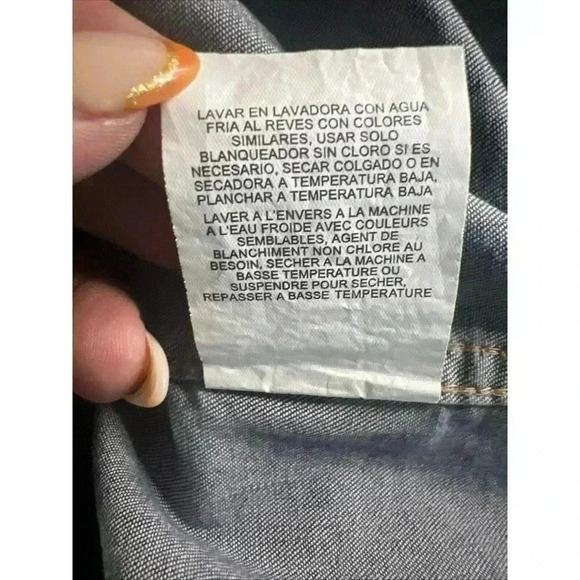 LAVAR EN LAVADORA CON AGUA
FRIA AL REVES CON COLORES
SIMILARES, USAR SOLO
BLANQUEADOR SIN CLORO SI ES
NECESARIO, SECAR COLGADO O EN
SECADORA A TEMPERATURA BAJA,
PLANCHAR A TEMPERATURA BAJA
LAVER A L'ENVERS A LA MACHINE
A L'EAU FROIDE AVEC COULEURS
SEMBLABLES, AGENT DE
BLANCHIMENT NON CHLORE AU
BESOIN, SECHER A LA MACHINE A
BASSE TEMPERATURE OU
SUSPENDRE POUR SECHER,
REPASSER A BASSE TEMPERATURE